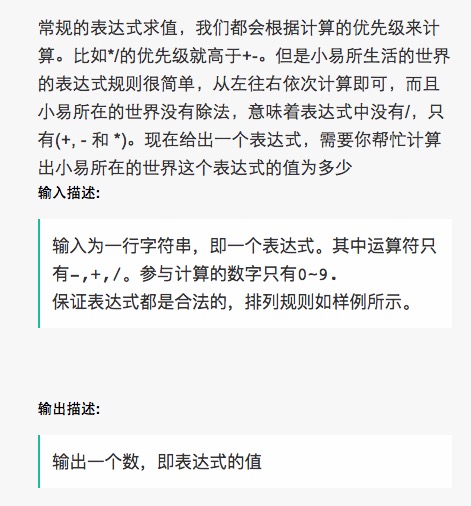 常规的表达式求值，我们都会根据计算的优先级来计
算。比如*/的优先级就高于+-。但是小易所生活的世界
的表达式规则很简单，从左往右依次计算即可，而且
小易所在的世界没有除法，意味着表达式中没有/，只
有(+, - 和 *)。现在给出一个表达式，需要你帮忙计算
出小易所在的世界这个表达式的值为多少
输入描述:
输入为一行字符串，即一个表达式。其中运算符只
有-,+,/。参与计算的数字只有0~9.
保证表达式都是合法的，排列规则如样例所示。
输出描述:
输出一个数，即表达式的值